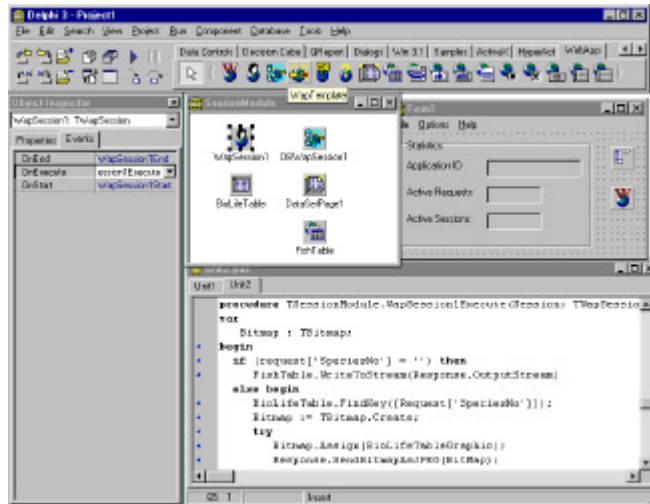 Delphi 3 - Project1
File Edit Search View Project Run Component Database Tools Help
Data Controls Decision Cube QReport Dialogs Win 3.1 Samples ActiveX HyperAct WebApp
WapTemplate
Object Inspector
WapSession1: TWapSession
Properties Events
OnEnd WapSession1End
OnExecute ession1Execute
OnStart WapSession1Start
SessionModule
WapSession1 DBWapSession1
BioLifeTable DataSetPage1
FishTable
Form1
Options Help
Statistics
Application ID
Active Requests
Active Sessions:
Unit1 Unit2
procedure TSessionModule.WapSession1Execute(Session: TWapSessio
var
Bitmap : TBitmap;
begin
if (request['SpeciesNo'] = '') then
FishTable.WriteToStream(Response.OutputStream)
else begin
BioLifeTable.FindKey([Request['SpeciesNo']]);
Bitmap := TBitmap.Create;
try
Bitmap.Assign(BioLifeTableGraphic);
Response.SendBitmapAsJPEG(BitMap);
Insert